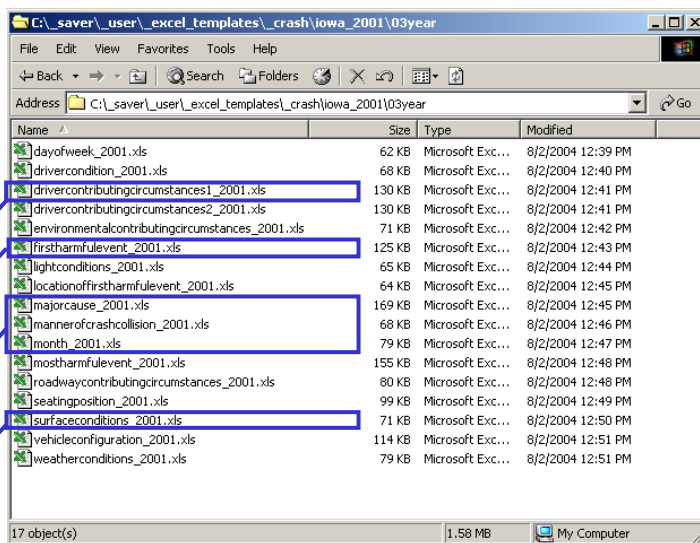 C:\_saver\_user\_excel_templates\_crash\iowa_2001\03year
File Edit View Favorites Tools Help
Back Search Folders
Address C:\_saver\_user\_excel_templates\_crash\iowa_2001\03year Go
Name Size Type Modified
dayofweek_2001.xls 62 KB Microsoft Exc... 8/2/2004 12:39 PM
drivercondition_2001.xls 68 KB Microsoft Exc... 8/2/2004 12:40 PM
drivercontributingcircumstances1_2001.xls 130 KB Microsoft Exc... 8/2/2004 12:41 PM
drivercontributingcircumstances2_2001.xls 130 KB Microsoft Exc... 8/2/2004 12:41 PM
environmentalcontributingcircumstances_2001.xls 71 KB Microsoft Exc... 8/2/2004 12:42 PM
firstharmfulevent_2001.xls 125 KB Microsoft Exc... 8/2/2004 12:43 PM
lightconditions_2001.xls 65 KB Microsoft Exc... 8/2/2004 12:44 PM
locationoffirstharmfulevent_2001.xls 64 KB Microsoft Exc... 8/2/2004 12:45 PM
majorcause_2001.xls 169 KB Microsoft Exc... 8/2/2004 12:45 PM
mannerofcrashcollision_2001.xls 68 KB Microsoft Exc... 8/2/2004 12:46 PM
month_2001.xls 79 KB Microsoft Exc... 8/2/2004 12:47 PM
mostharmfulevent_2001.xls 155 KB Microsoft Exc... 8/2/2004 12:48 PM
roadwaycontributingcircumstances_2001.xls 80 KB Microsoft Exc... 8/2/2004 12:48 PM
seatingposition_2001.xls 99 KB Microsoft Exc... 8/2/2004 12:49 PM
surfaceconditions_2001.xls 71 KB Microsoft Exc... 8/2/2004 12:50 PM
vehicleconfiguration_2001.xls 114 KB Microsoft Exc... 8/2/2004 12:51 PM
weatherconditions_2001.xls 79 KB Microsoft Exc... 8/2/2004 12:51 PM
17 object(s) 1.58 MB My Computer